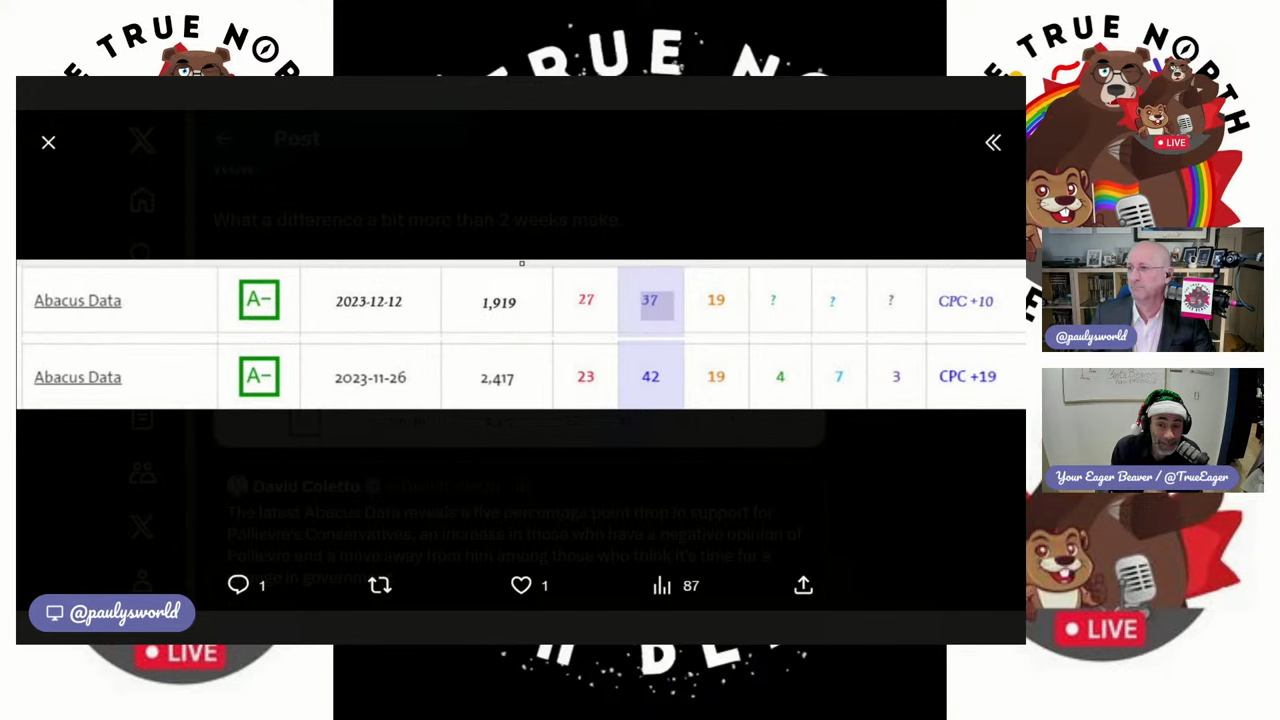 TRUE NORTH
TRUE NO
TRUE NORTH
LIVE
Post
What a difference a bit more than 2 weeks make.
Abacus Data A- 2023-12-12 1,919 27 37 19 ? ? ? CPC +10
Abacus Data A- 2023-11-26 2,417 23 42 19 4 7 3 CPC +19
David Coletto
The latest Abacus Data reveals a five percentage point drop in support for
Poilievre's Conservatives, an increase in those who have a negative opinion of
Poilievre and a move away from him among those who think it's time for a
in government.
1 1 87
@paulysworld
@paulysworld
Your Eager Beaver / @TrueEager
LIVE
LIVE